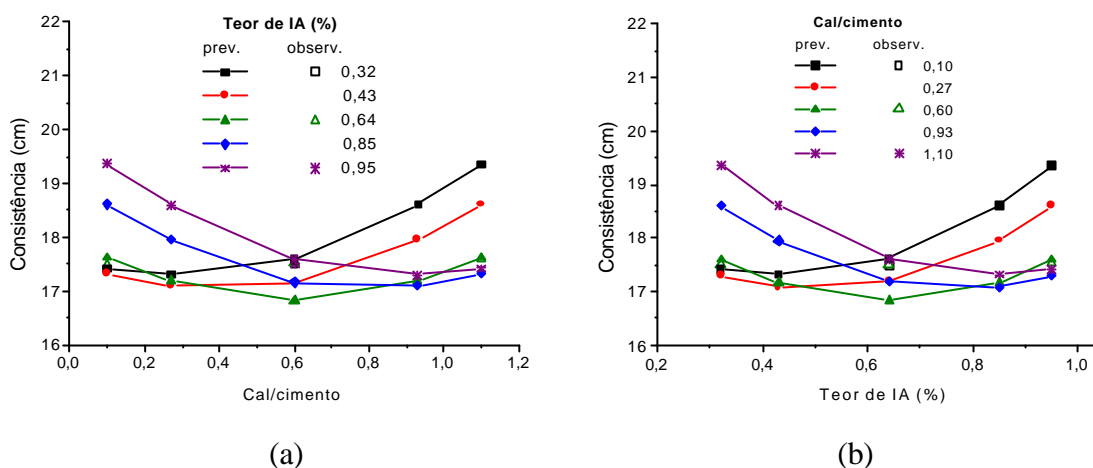 Teor de IA (%)
prev. observ.
0,32
0,43
0,64
0,85
0,95
22
21
20
19
18
17
16
Consistência (cm)
0,0 0,2 0,4 0,6 0,8 1,0 1,2
Cal/cimento
(a)
Cal/cimento
prev. observ.
0,10
0,27
0,60
0,93
1,10
22
21
20
19
18
17
16
Consistência (cm)
0,2 0,4 0,6 0,8 1,0
Teor de IA (%)
(b)